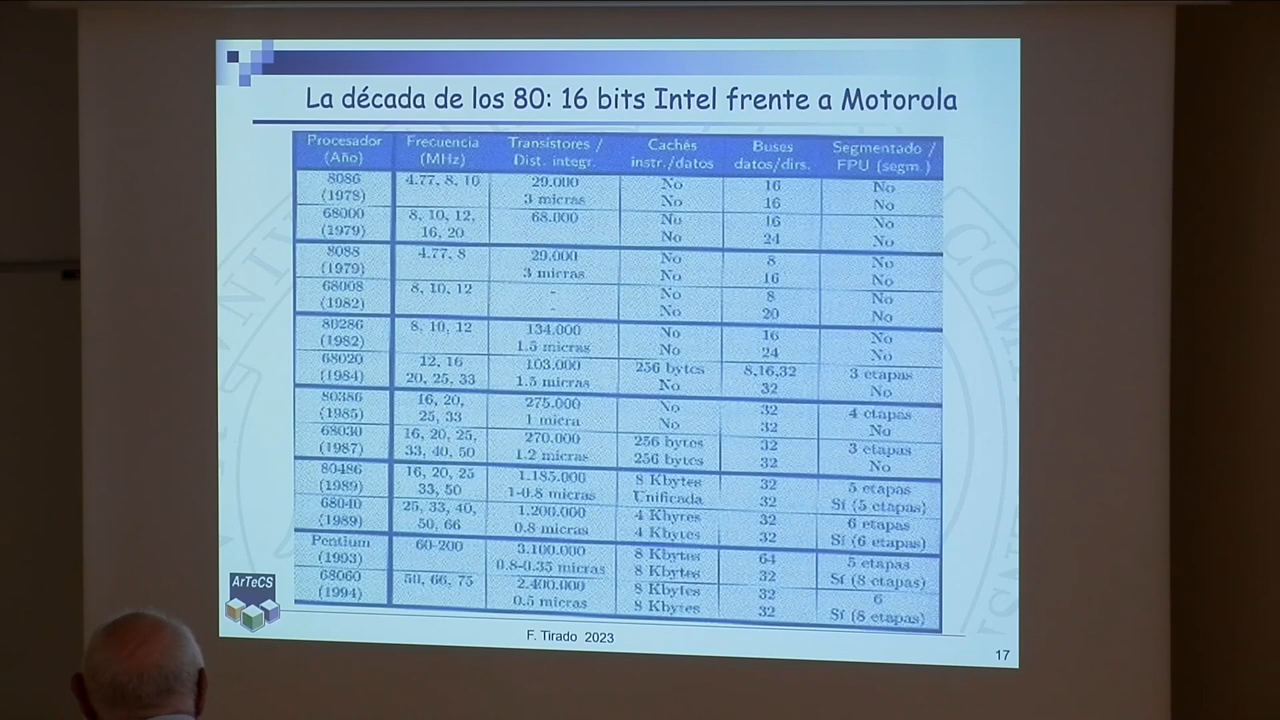 La década de los 80: 16 bits Intel frente a Motorola
Procesador (Año) Frecuencia (MHz) Transistores / Dist. integr. Cachés instr./datos Buses datos/dirs. Segmentado / FPU (segm.)
8086 4.77, 8, 10 29.000 No 16 No
(1978) 3 micras No 16 No
68000 8, 10, 12, 68.000 No 16 No
(1979) 16, 20 No 24 No
8088 4.77, 8 29.000 No 8 No
(1979) 3 micras No 16 No
68008 8, 10, 12 - No 8 No
(1982) - No 20 No
80286 8, 10, 12 134.000 No 16 No
(1982) 1.5 micras No 24 No
68020 12, 16 103.000 256 bytes 8,16,32 3 etapas
(1984) 20, 25, 33 1.5 micras No 32 No
80386 16, 20, 275.000 No 32 4 etapas
(1985) 25, 33 1 micra No 32 No
68030 16, 20, 25, 270.000 256 bytes 32 3 etapas
(1987) 33, 40, 50 1.2 micras 256 bytes 32 No
80486 16, 20, 25 1.185.000 8 Kbytes 32 5 etapas
(1989) 33, 50 1-0.8 micras Unificada 32 Sí (5 etapas)
68040 25, 33, 40, 1.200.000 4 Kbytes 32 6 etapas
(1989) 50, 66 0.8 micras 4 Kbytes 32 Sí (6 etapas)
Pentium 60-200 3.100.000 8 Kbytes 64 5 etapas
(1993) 0.8-0.35 micras 8 Kbytes 32 Sí (8 etapas)
68060 50, 66, 75 2.400.000 8 Kbytes 32 6
(1994) 0.5 micras 8 Kbytes 32 Sí (8 etapas)
ArTeCS
F. Tirado 2023
17